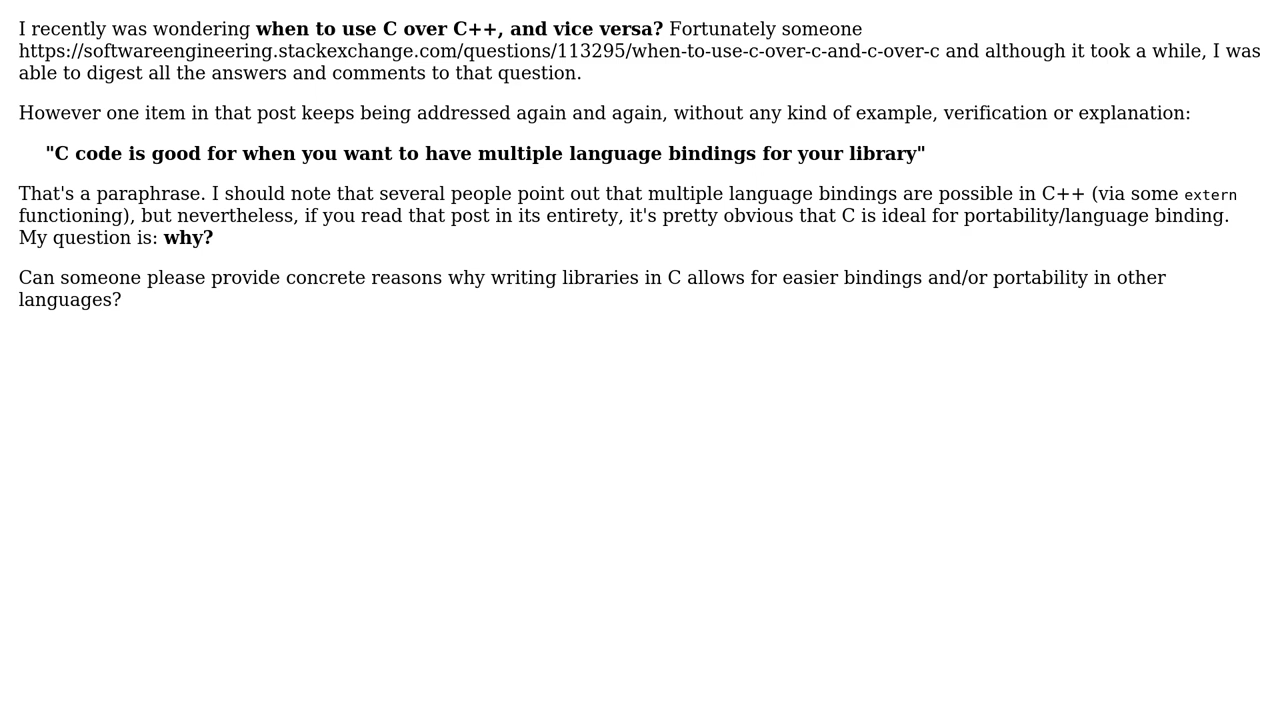 I recently was wondering when to use C over C++, and vice versa? Fortunately someone
https://softwareengineering.stackexchange.com/questions/113295/when-to-use-c-over-c-and-c-over-c and although it took a while, I was
able to digest all the answers and comments to that question.
However one item in that post keeps being addressed again and again, without any kind of example, verification or explanation:
"C code is good for when you want to have multiple language bindings for your library"
That's a paraphrase. I should note that several people point out that multiple language bindings are possible in C++ (via some extern
functioning), but nevertheless, if you read that post in its entirety, it's pretty obvious that C is ideal for portability/language binding.
My question is: why?
Can someone please provide concrete reasons why writing libraries in C allows for easier bindings and/or portability in other
languages?